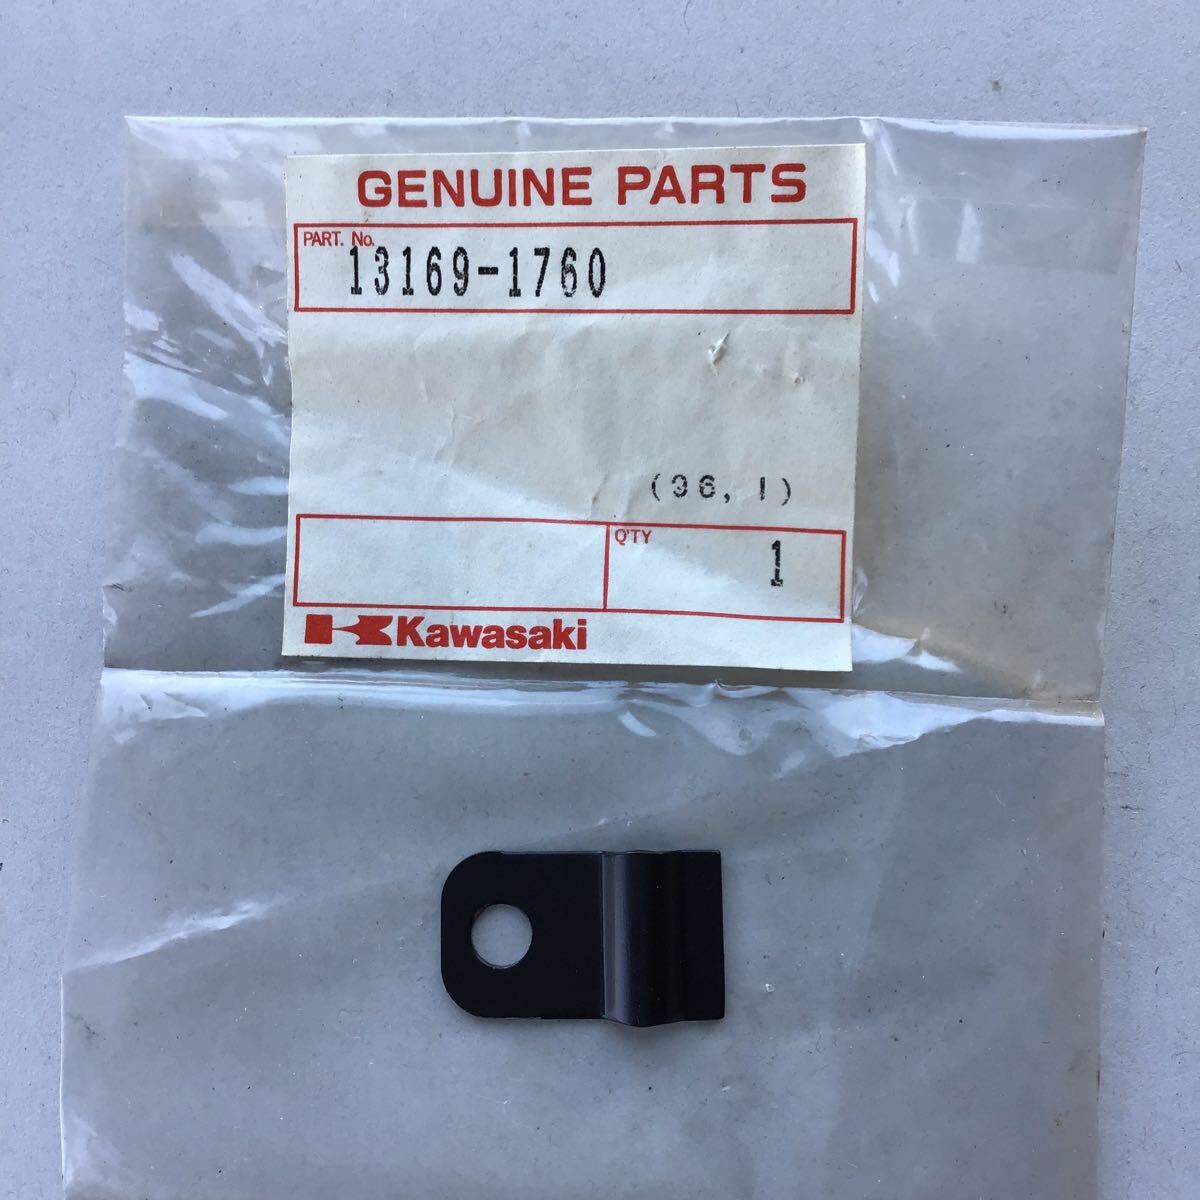 GENUINE PARTS
PART. No.
13169-1760
(36, 1)
Q'TY
1
Kawasaki